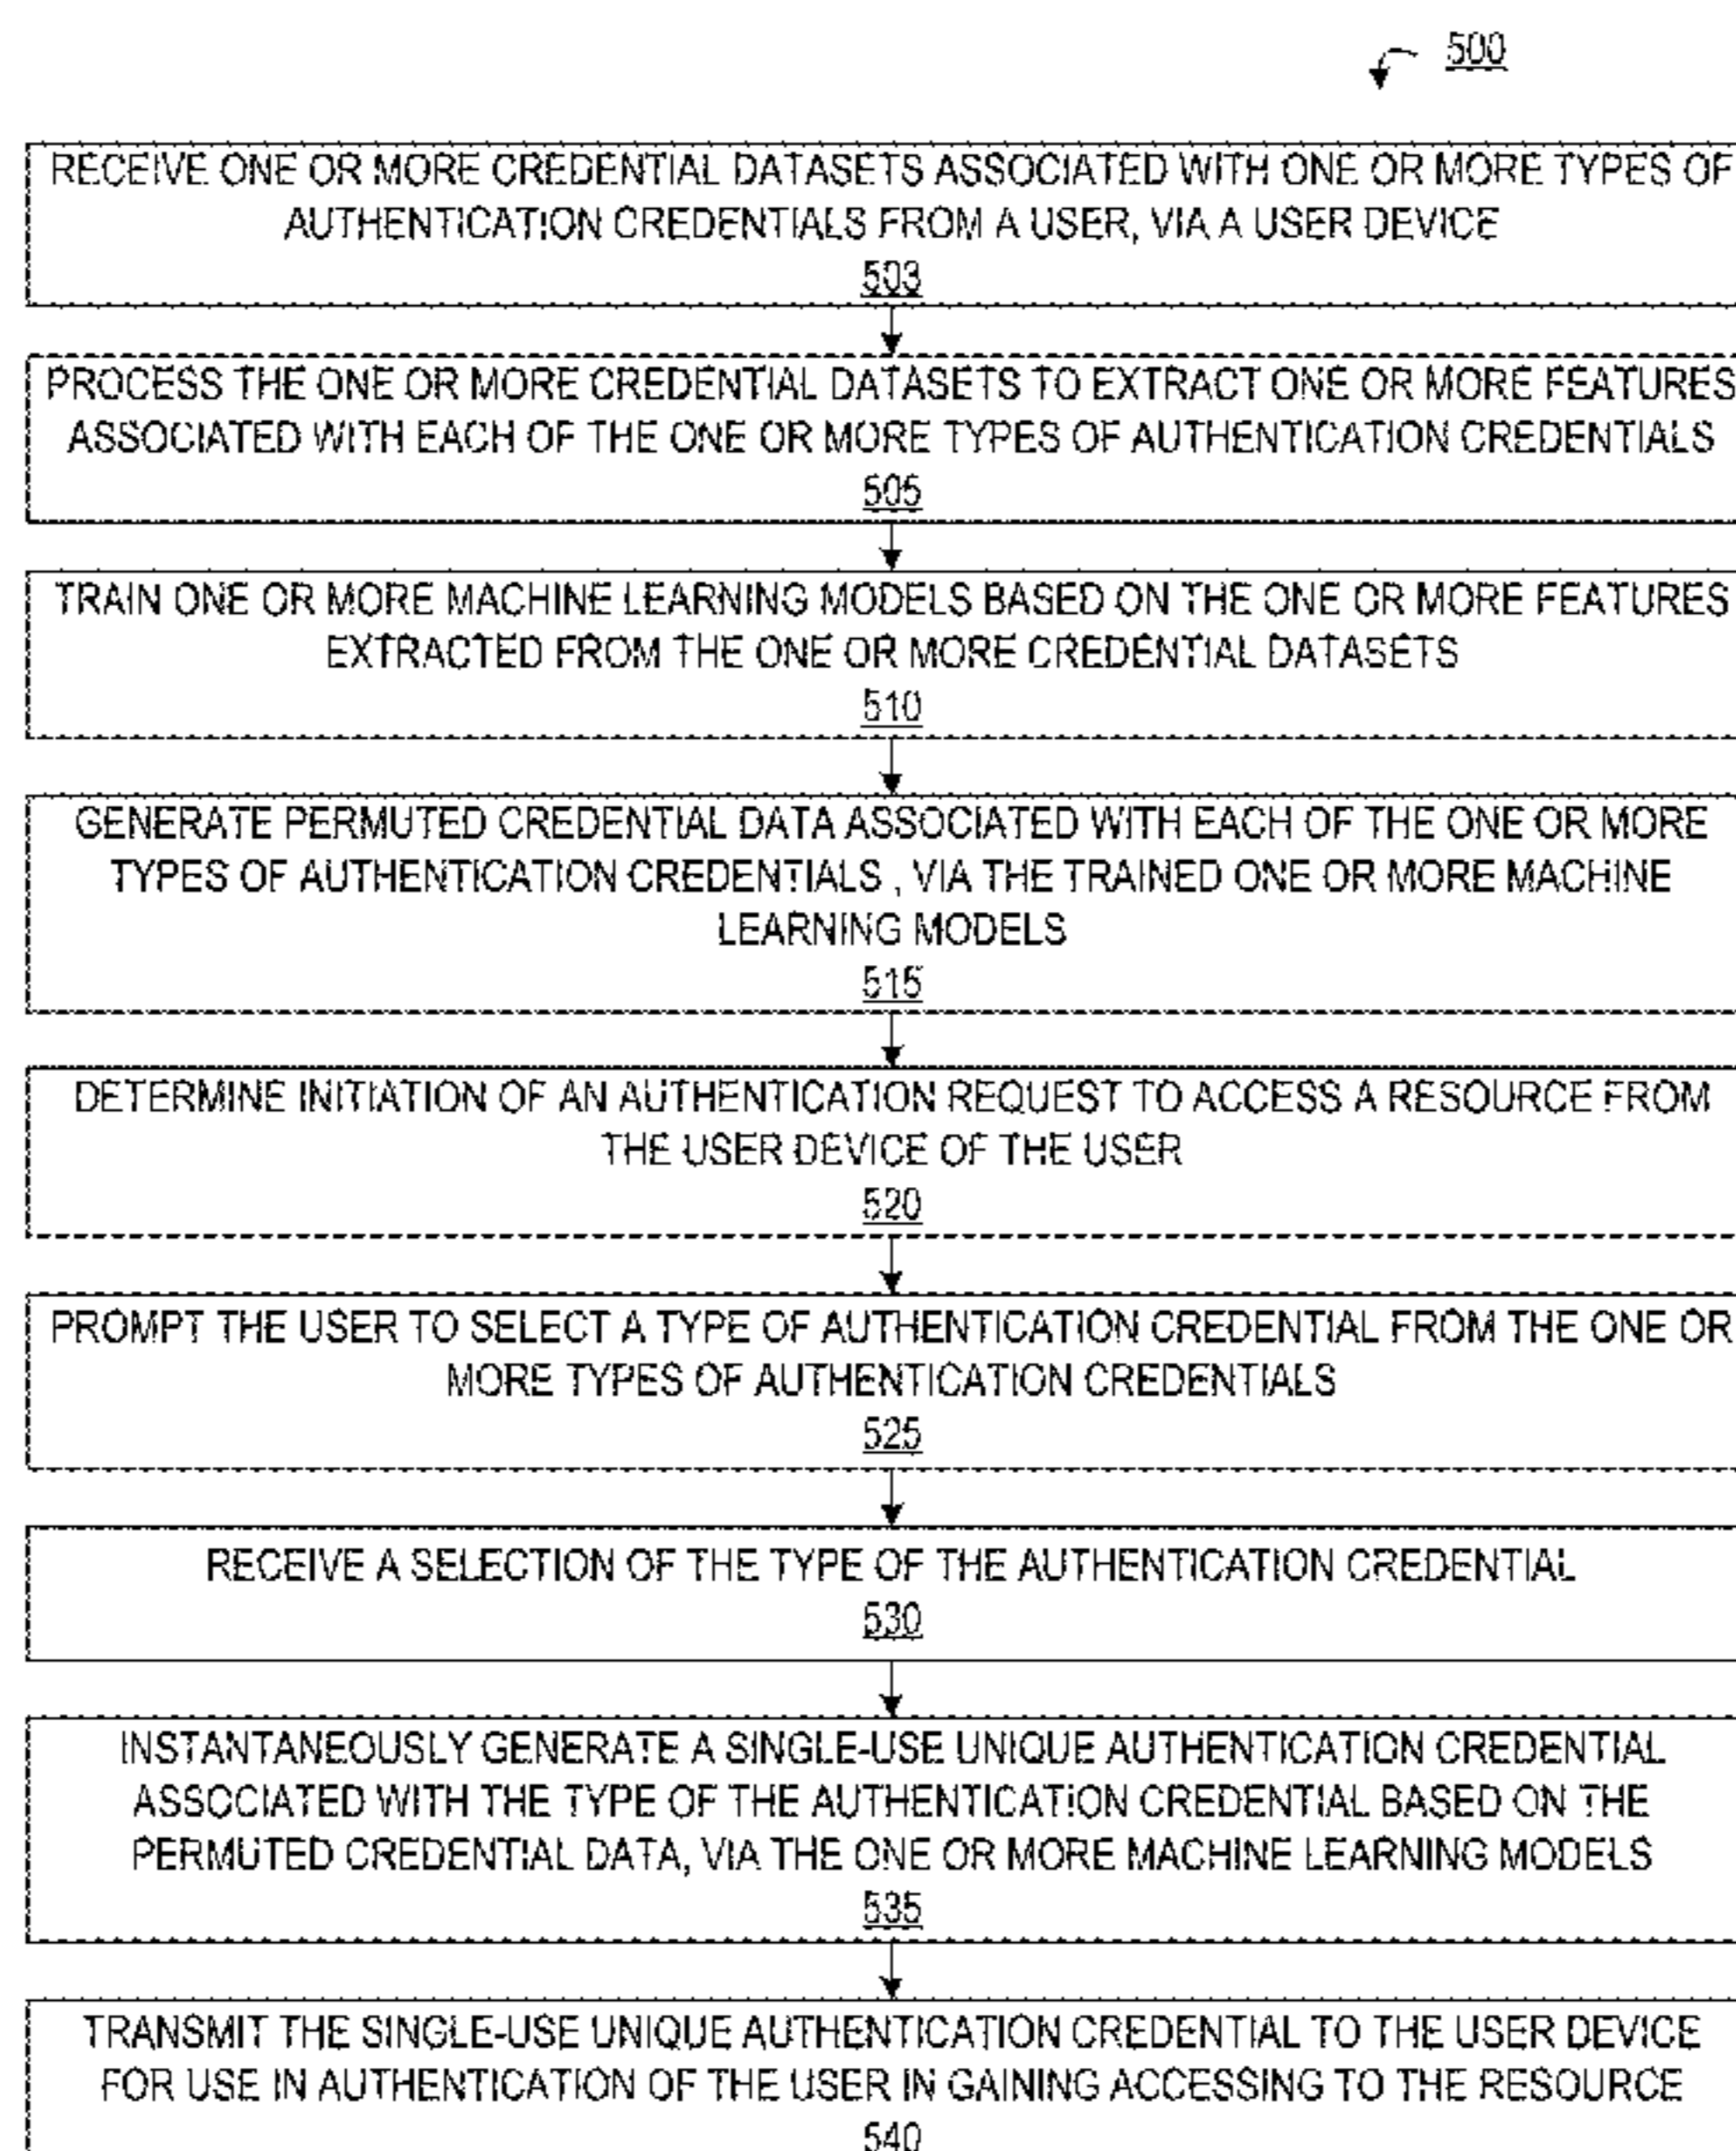 500
RECEIVE ONE OR MORE CREDENTIAL DATASETS ASSOCIATED WITH ONE OR MORE TYPES OF
AUTHENTICATION CREDENTIALS FROM A USER, VIA A USER DEVICE
503
PROCESS THE ONE OR MORE CREDENTIAL DATASETS TO EXTRACT ONE OR MORE FEATURES
ASSOCIATED WITH EACH OF THE ONE OR MORE TYPES OF AUTHENTICATION CREDENTIALS
505
TRAIN ONE OR MORE MACHINE LEARNING MODELS BASED ON THE ONE OR MORE FEATURES
EXTRACTED FROM THE ONE OR MORE CREDENTIAL DATASETS
510
GENERATE PERMUTED CREDENTIAL DATA ASSOCIATED WITH EACH OF THE ONE OR MORE
TYPES OF AUTHENTICATION CREDENTIALS , VIA THE TRAINED ONE OR MORE MACHINE
LEARNING MODELS
515
DETERMINE INITIATION OF AN AUTHENTICATION REQUEST TO ACCESS A RESOURCE FROM
THE USER DEVICE OF THE USER
520
PROMPT THE USER TO SELECT A TYPE OF AUTHENTICATION CREDENTIAL FROM THE ONE OR
MORE TYPES OF AUTHENTICATION CREDENTIALS
525
RECEIVE A SELECTION OF THE TYPE OF THE AUTHENTICATION CREDENTIAL
530
INSTANTANEOUSLY GENERATE A SINGLE-USE UNIQUE AUTHENTICATION CREDENTIAL
ASSOCIATED WITH THE TYPE OF THE AUTHENTICATION CREDENTIAL BASED ON THE
PERMUTED CREDENTIAL DATA, VIA THE ONE OR MORE MACHINE LEARNING MODELS
535
TRANSMIT THE SINGLE-USE UNIQUE AUTHENTICATION CREDENTIAL TO THE USER DEVICE
FOR USE IN AUTHENTICATION OF THE USER IN GAINING ACCESSING TO THE RESOURCE
540